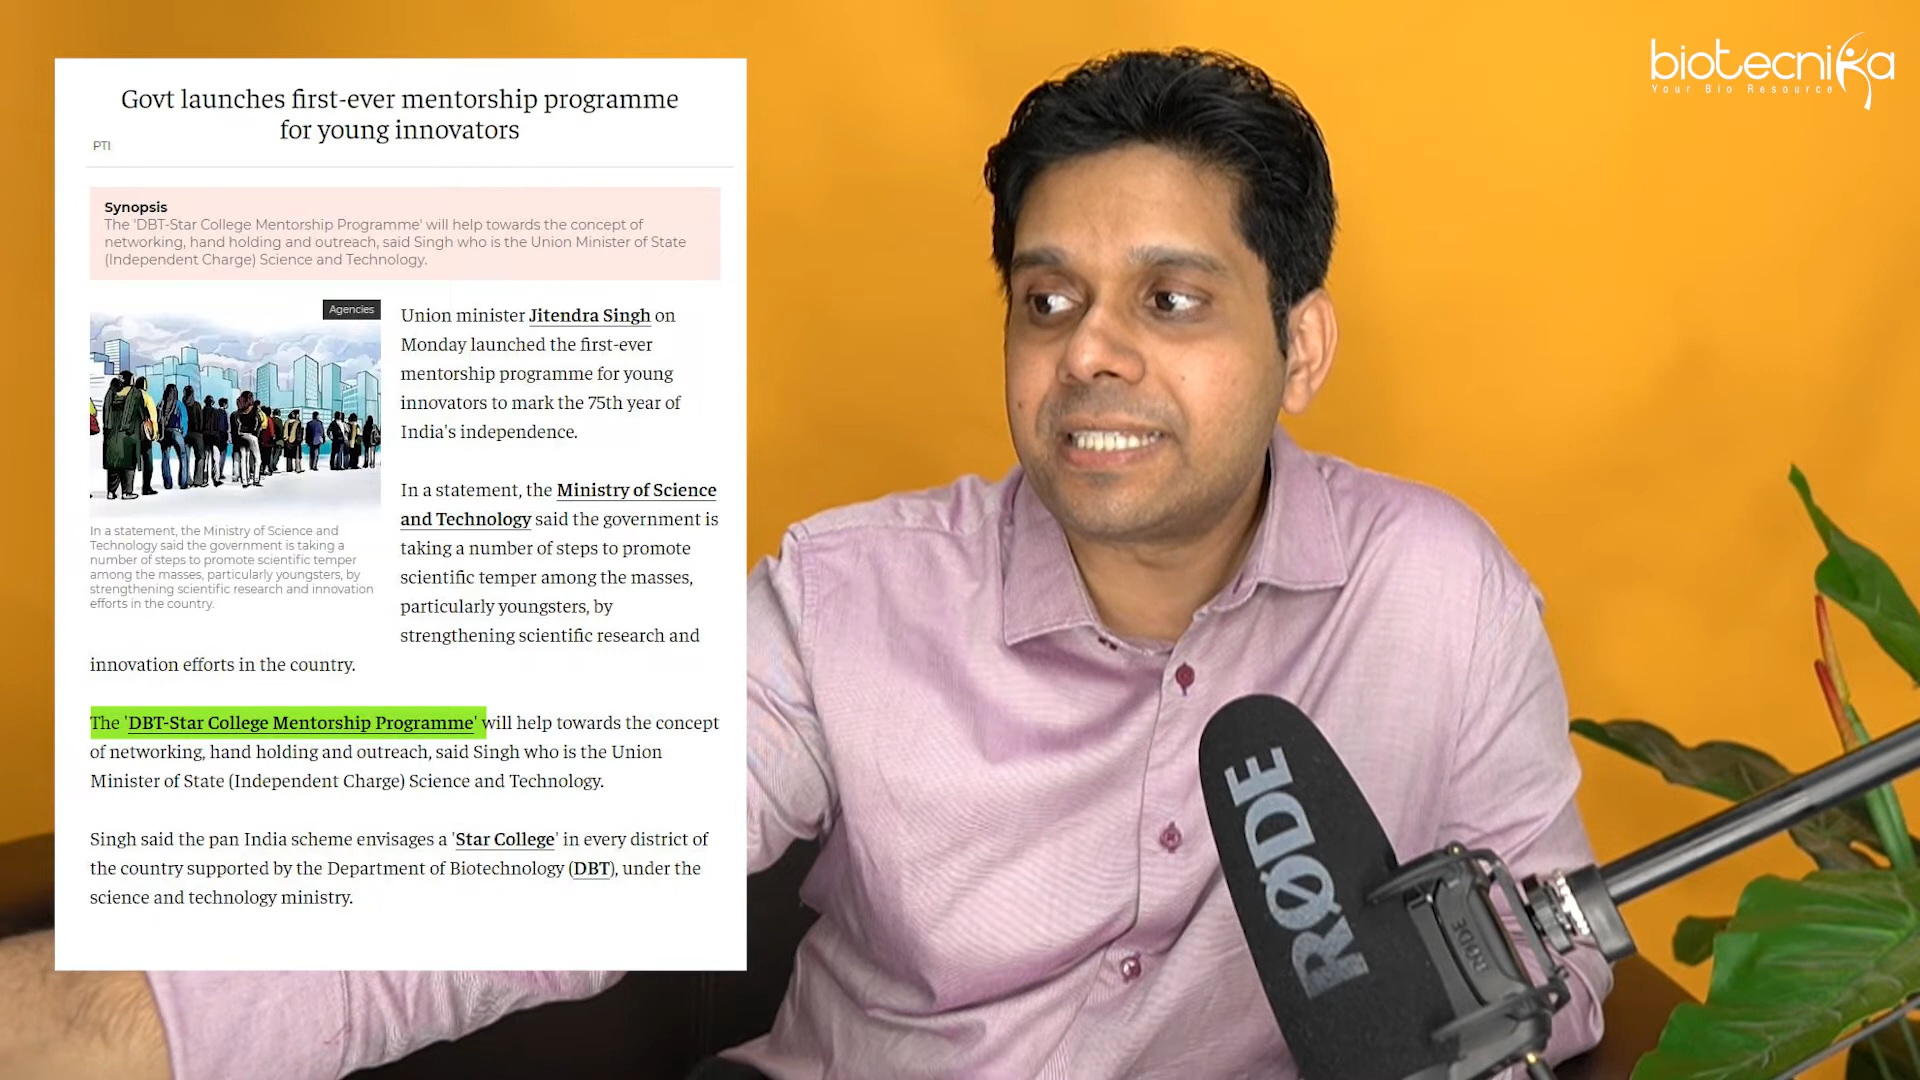 biotecnika
Your Bio Resource
Govt launches first-ever mentorship programme
for young innovators
PTI
Synopsis
The 'DBT-Star College Mentorship Programme' will help towards the concept of
networking, hand holding and outreach, said Singh who is the Union Minister of State
(Independent Charge) Science and Technology.
Agencies
In a statement, the Ministry of Science and
Technology said the government is taking a
number of steps to promote scientific temper
among the masses, particularly youngsters, by
strengthening scientific research and innovation
efforts in the country.
Union minister Jitendra Singh on
Monday launched the first-ever
mentorship programme for young
innovators to mark the 75th year of
India's independence.
In a statement, the Ministry of Science
and Technology said the government is
taking a number of steps to promote
scientific temper among the masses,
particularly youngsters, by
strengthening scientific research and
innovation efforts in the country.
The 'DBT-Star College Mentorship Programme' will help towards the concept
of networking, hand holding and outreach, said Singh who is the Union
Minister of State (Independent Charge) Science and Technology.
Singh said the pan India scheme envisages a 'Star College' in every district of
the country supported by the Department of Biotechnology (DBT), under the
science and technology ministry.
RØDE
RØDE